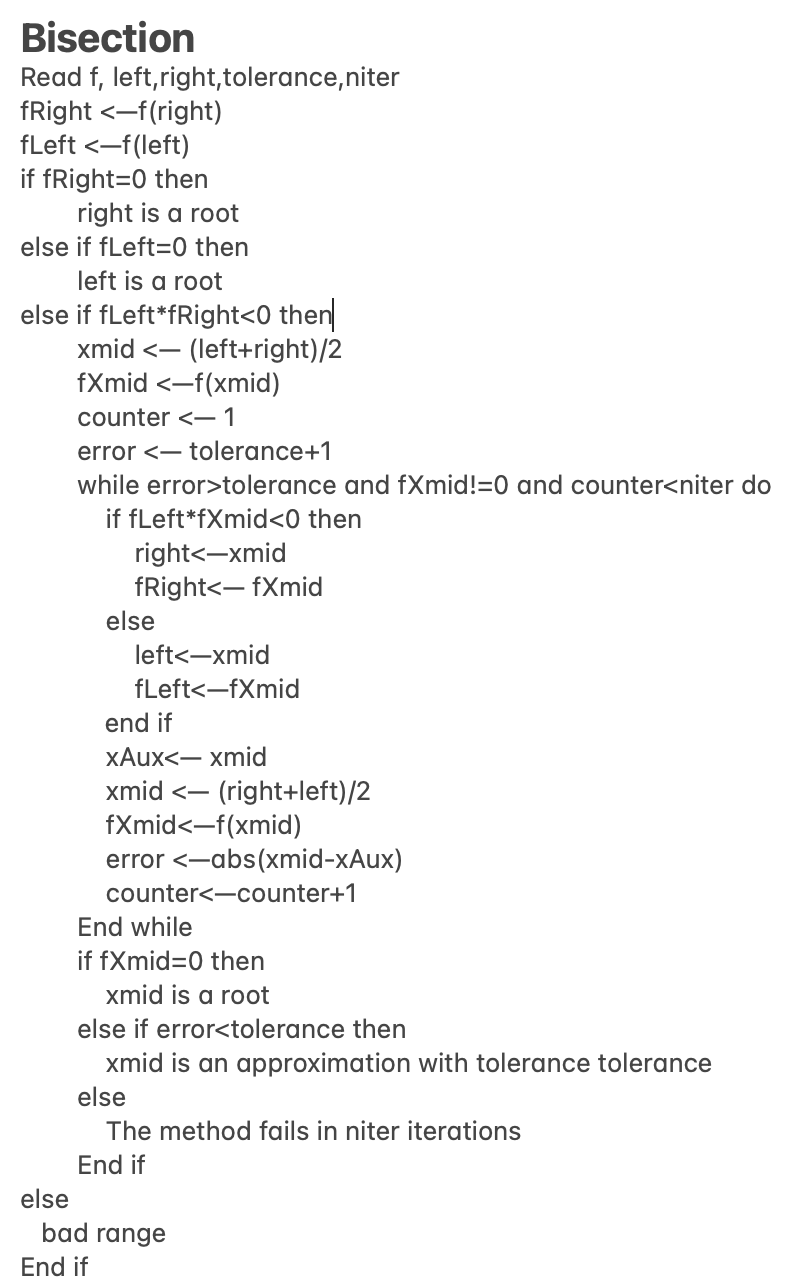 Bisection
Read f, left,right,tolerance,niter
fRight <—f(right)
fLeft <—f(left)
if fRight=0 then
right is a root
else if fLeft=0 then
left is a root
else if fLeft*fRight<0 then
xmid <— (left+right)/2
fXmid <—f(xmid)
counter <— 1
error <— tolerance+1
while error>tolerance and fXmid!=0 and counter<niter do
if fLeft*fXmid<0 then
right<—xmid
fRight<— fXmid
else
left<—xmid
fLeft<—fXmid
end if
xAux<— xmid
xmid <— (right+left)/2
fXmid<—f(xmid)
error <—abs(xmid-xAux)
counter<—counter+1
End while
if fXmid=0 then
xmid is a root
else if error<tolerance then
xmid is an approximation with tolerance tolerance
else
The method fails in niter iterations
End if
else
bad range
End if